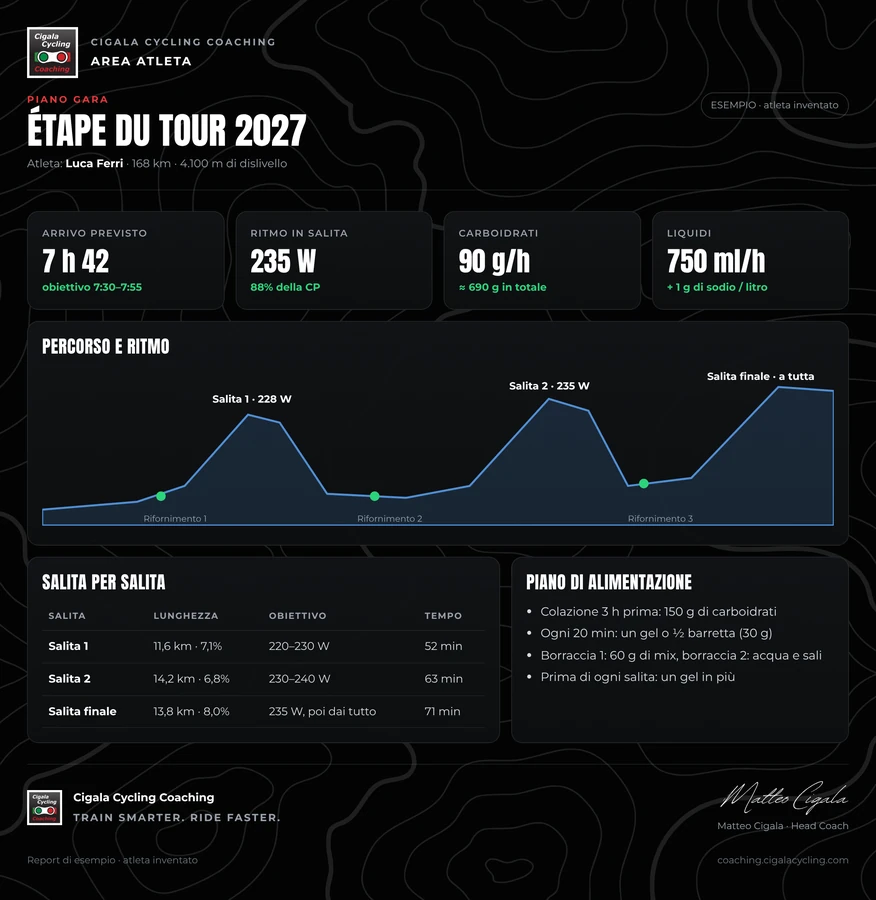 Cigala
Cycling
Coaching
CIGALA CYCLING COACHING
AREA ATLETA
PIANO GARA
ÉTAPE DU TOUR 2027
ESEMPIO · atleta inventato
Atleta: Luca Ferri · 168 km · 4.100 m di dislivello
ARRIVO PREVISTO
7 h 42
obiettivo 7:30–7:55
RITMO IN SALITA
235 W
88% della CP
CARBOIDRATI
90 g/h
≈ 690 g in totale
LIQUIDI
750 ml/h
+ 1 g di sodio / litro
PERCORSO E RITMO
Salita 1 · 228 W
Salita 2 · 235 W
Salita finale · a tutta
Rifornimento 1
Rifornimento 2
Rifornimento 3
SALITA PER SALITA
SALITA LUNGHEZZA OBIETTIVO TEMPO
Salita 1 11,6 km · 7,1% 220–230 W 52 min
Salita 2 14,2 km · 6,8% 230–240 W 63 min
Salita finale 13,8 km · 8,0% 235 W, poi dai tutto 71 min
PIANO DI ALIMENTAZIONE
• Colazione 3 h prima: 150 g di carboidrati
• Ogni 20 min: un gel o ½ barretta (30 g)
• Borraccia 1: 60 g di mix, borraccia 2: acqua e sali
• Prima di ogni salita: un gel in più
Cigala
Cycling
Coaching
Cigala Cycling Coaching
TRAIN SMARTER. RIDE FASTER.
Matteo Cigala
Matteo Cigala · Head Coach
Report di esempio · atleta inventato
coaching.cigalacycling.com